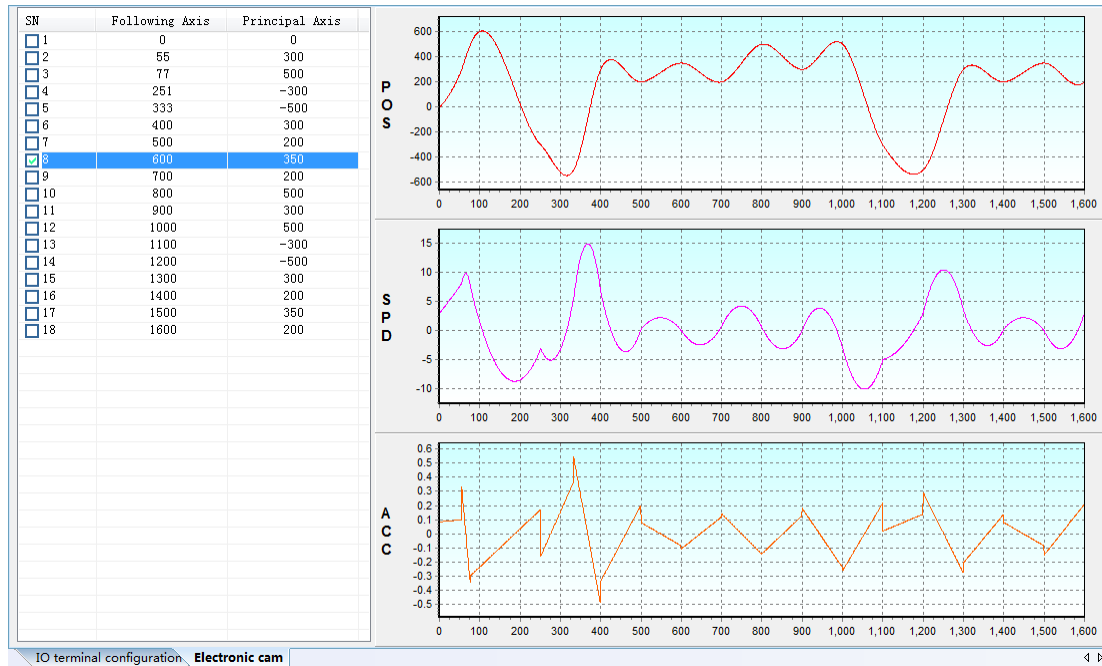 SN Following Axis Principal Axis
1 0 0
2 55 300
3 77 500
4 251 -300
5 333 -500
6 400 300
7 500 200
8 600 350
9 700 200
10 800 500
11 900 300
12 1000 500
13 1100 -300
14 1200 -500
15 1300 300
16 1400 200
17 1500 350
18 1600 200
POS
600
400
200
0
-200
-400
-600
0 100 200 300 400 500 600 700 800 900 1,000 1,100 1,200 1,300 1,400 1,500 1,600
SPD
15
10
5
0
-5
-10
0 100 200 300 400 500 600 700 800 900 1,000 1,100 1,200 1,300 1,400 1,500 1,600
ACC
0.6
0.5
0.4
0.3
0.2
0.1
0
-0.1
-0.2
-0.3
-0.4
-0.5
0 100 200 300 400 500 600 700 800 900 1,000 1,100 1,200 1,300 1,400 1,500 1,600
IO terminal configuration Electronic cam